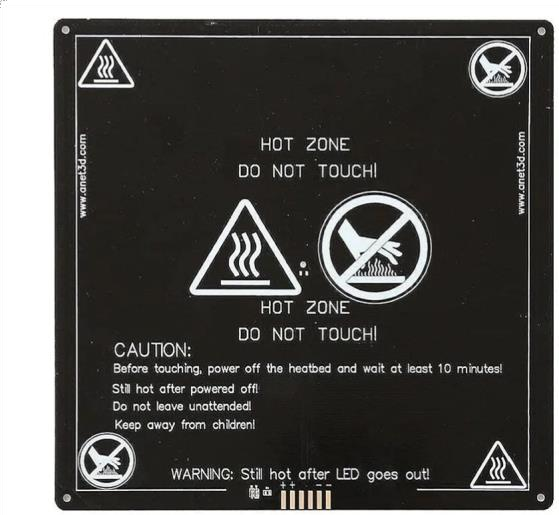 HOT ZONE
DO NOT TOUCH!
www.anet3d.com
www.anet3d.com
HOT ZONE
DO NOT TOUCH!
CAUTION:
Before touching, power off the heatbed and wait at least 10 minutes!
Still hot after powered off!
Do not leave unattended!
Keep away from children!
WARNING: Still hot after LED goes out!
+ + - -